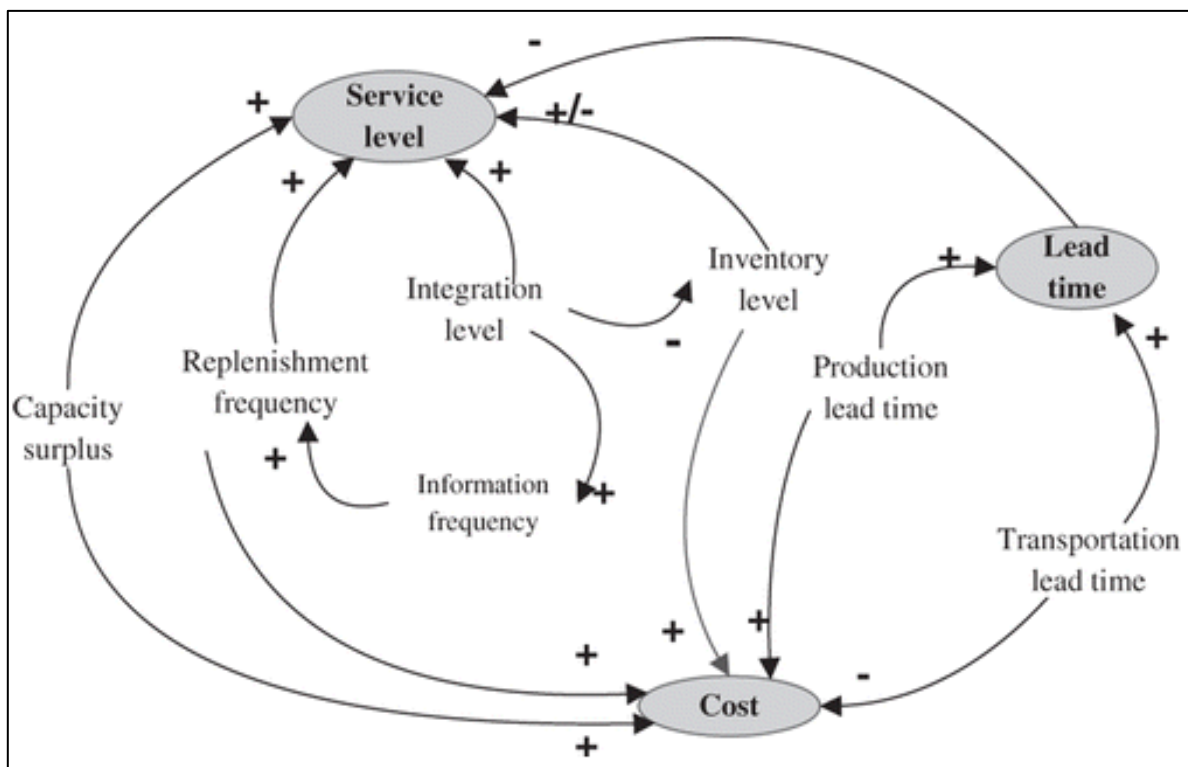 -
Service
level
+
+/-
+
+
Lead
time
+
Inventory
level
Integration
level
-
+
Replenishment
frequency
Production
lead time
Capacity
surplus
+
Information
frequency
+
Transportation
lead time
+
+
+
-
Cost
+